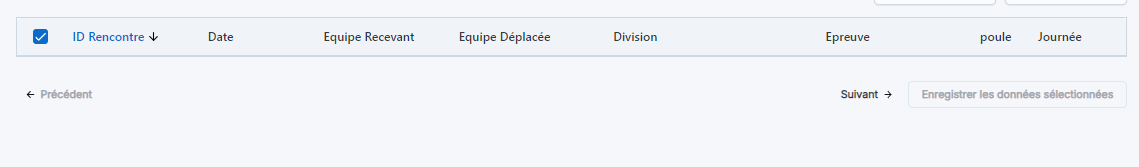 ID Rencontre ↓ Date Equipe Recevant Equipe Déplacée Division Epreuve poule Journée
← Précédent Suivant → Enregistrer les données sélectionnées